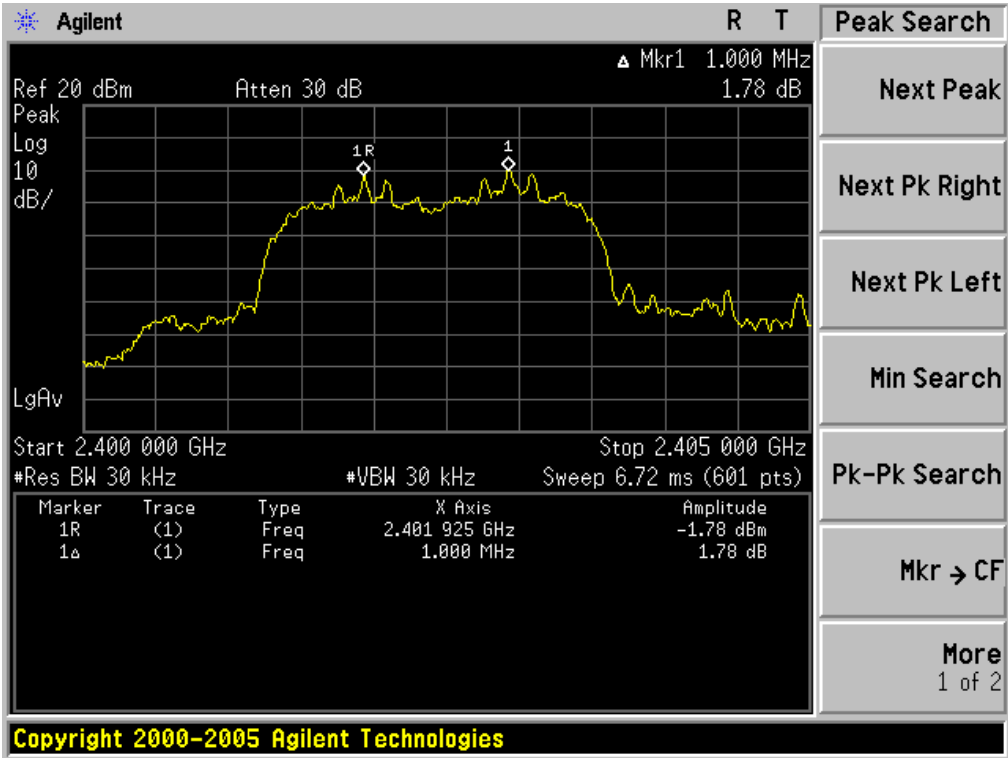 Agilent R T
Peak Search
Δ Mkr1 1.000 MHz
Ref 20 dBm Atten 30 dB 1.78 dB
Peak
Log
10
dB/
1R
1
LgAv
Start 2.400 000 GHz Stop 2.405 000 GHz
#Res BW 30 kHz #VBW 30 kHz Sweep 6.72 ms (601 pts)
Marker Trace Type X Axis Amplitude
1R (1) Freq 2.401 925 GHz -1.78 dBm
1Δ (1) Freq 1.000 MHz 1.78 dB
Next Peak
Next Pk Right
Next Pk Left
Min Search
Pk-Pk Search
Mkr → CF
More
1 of 2
Copyright 2000-2005 Agilent Technologies